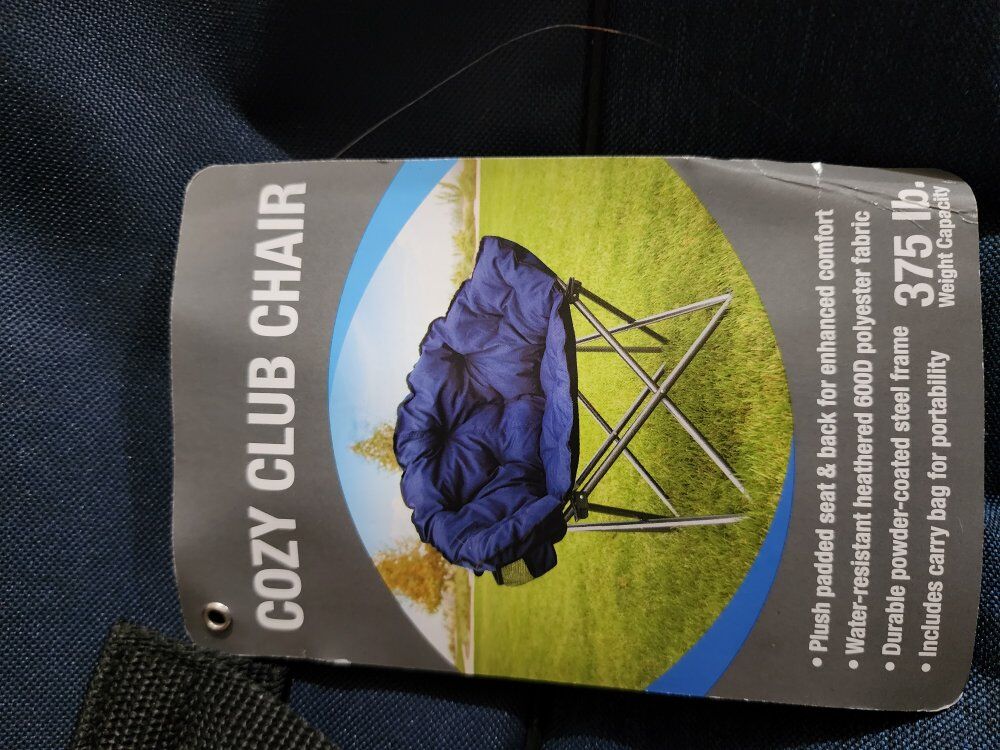 COZY CLUB CHAIR
• Plush padded seat & back for enhanced comfort
• Water-resistant heathered 600D polyester fabric
• Durable powder-coated steel frame
• Includes carry bag for portability
375 lb.
Weight Capacity